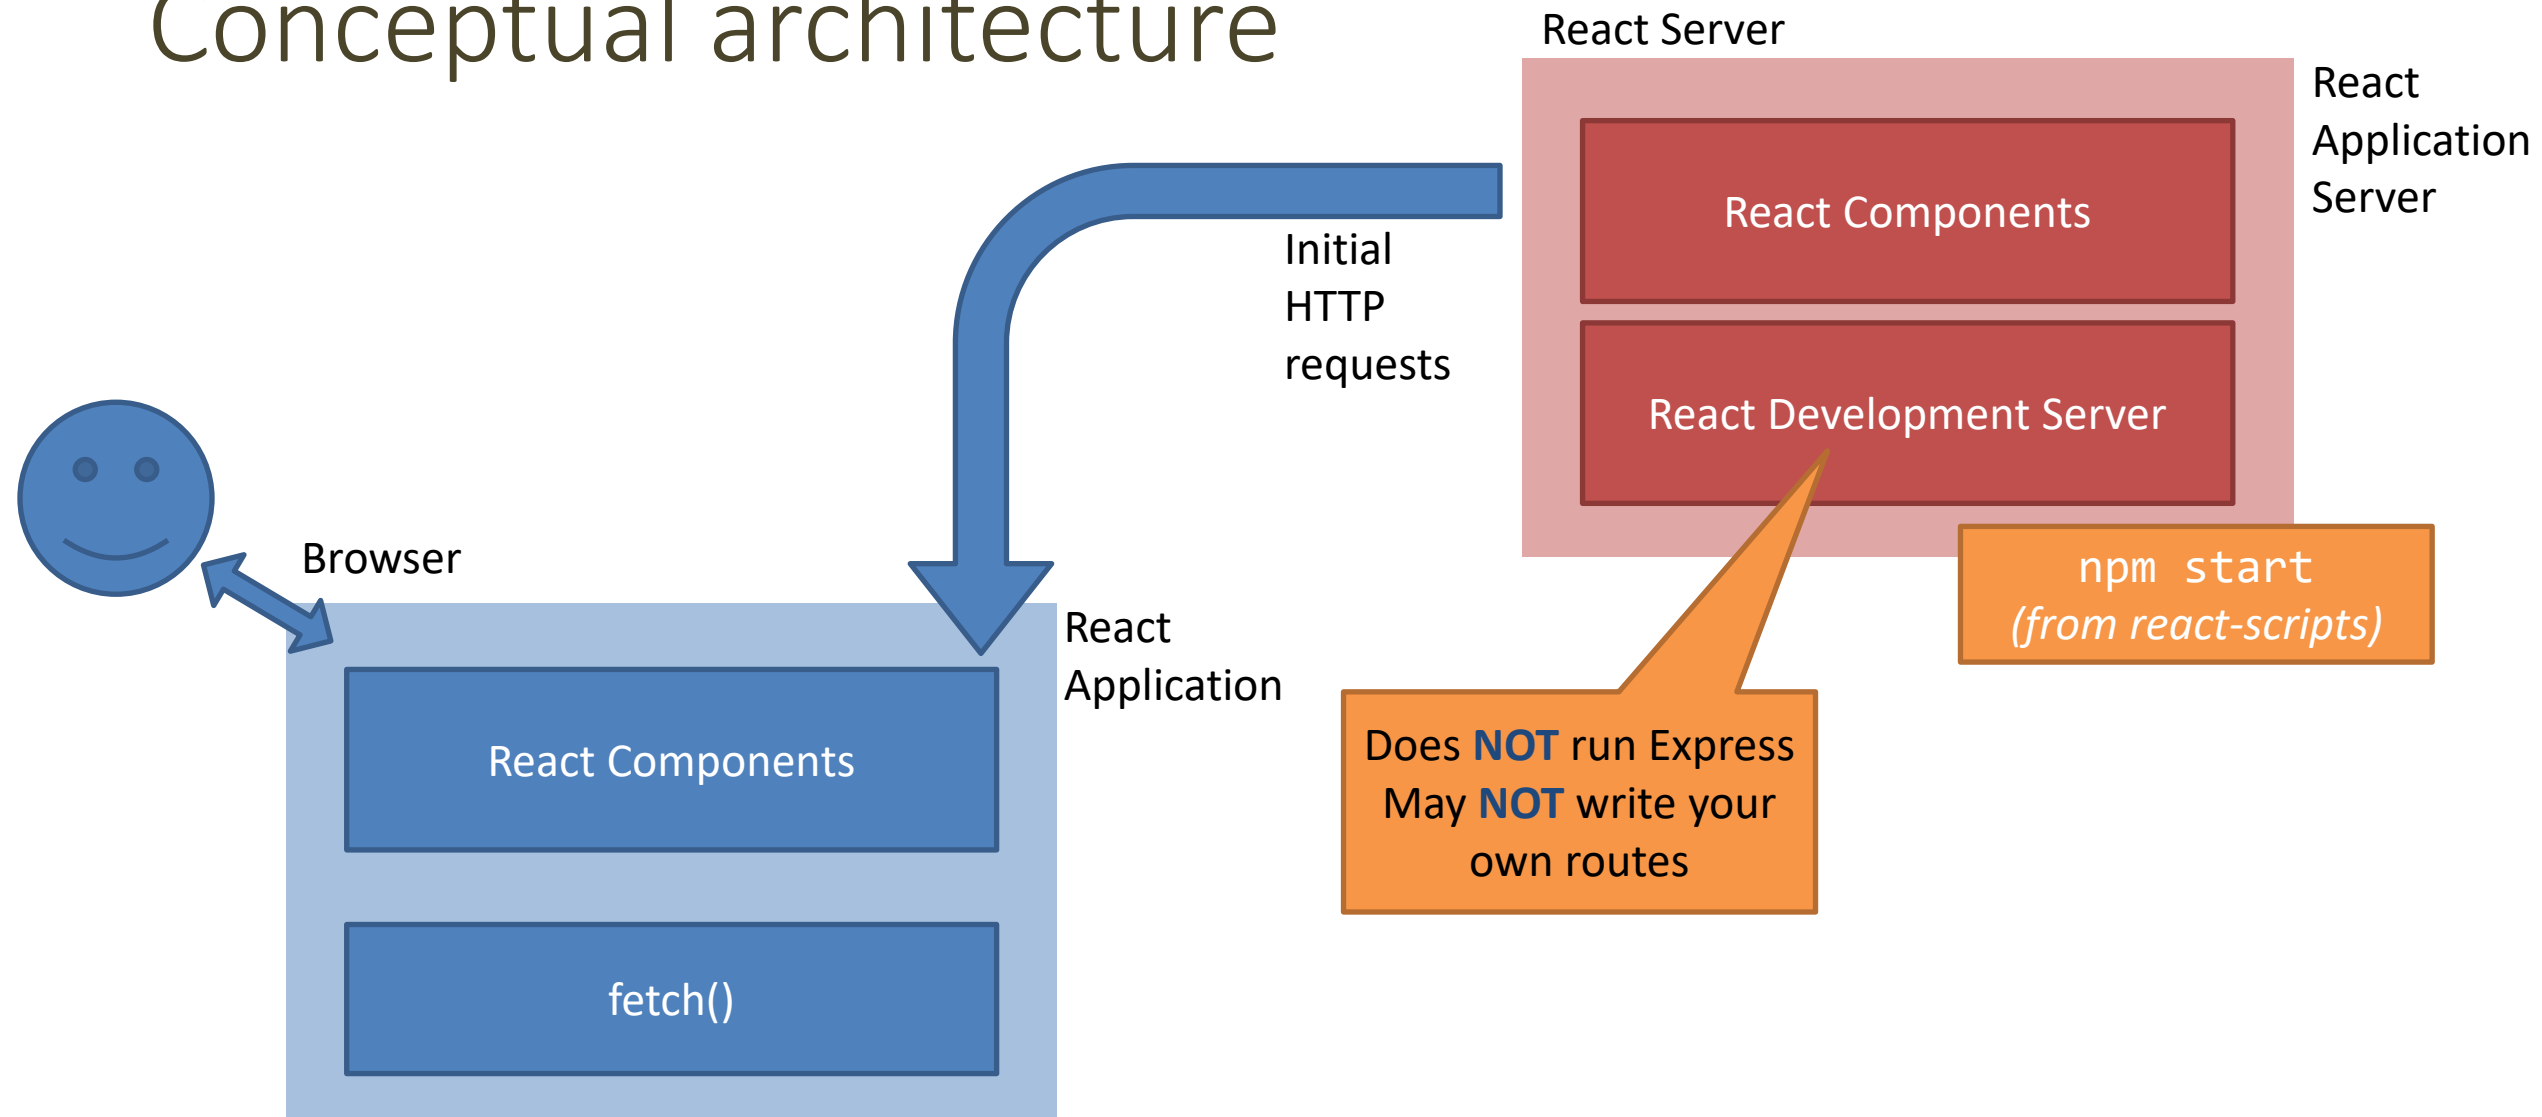 Conceptual architecture
React Server
React
Application
Server
React Components
React Development Server
Initial
HTTP
requests
npm start
(from react-scripts)
Does NOT run Express
May NOT write your
own routes
Browser
React
Application
React Components
fetch()